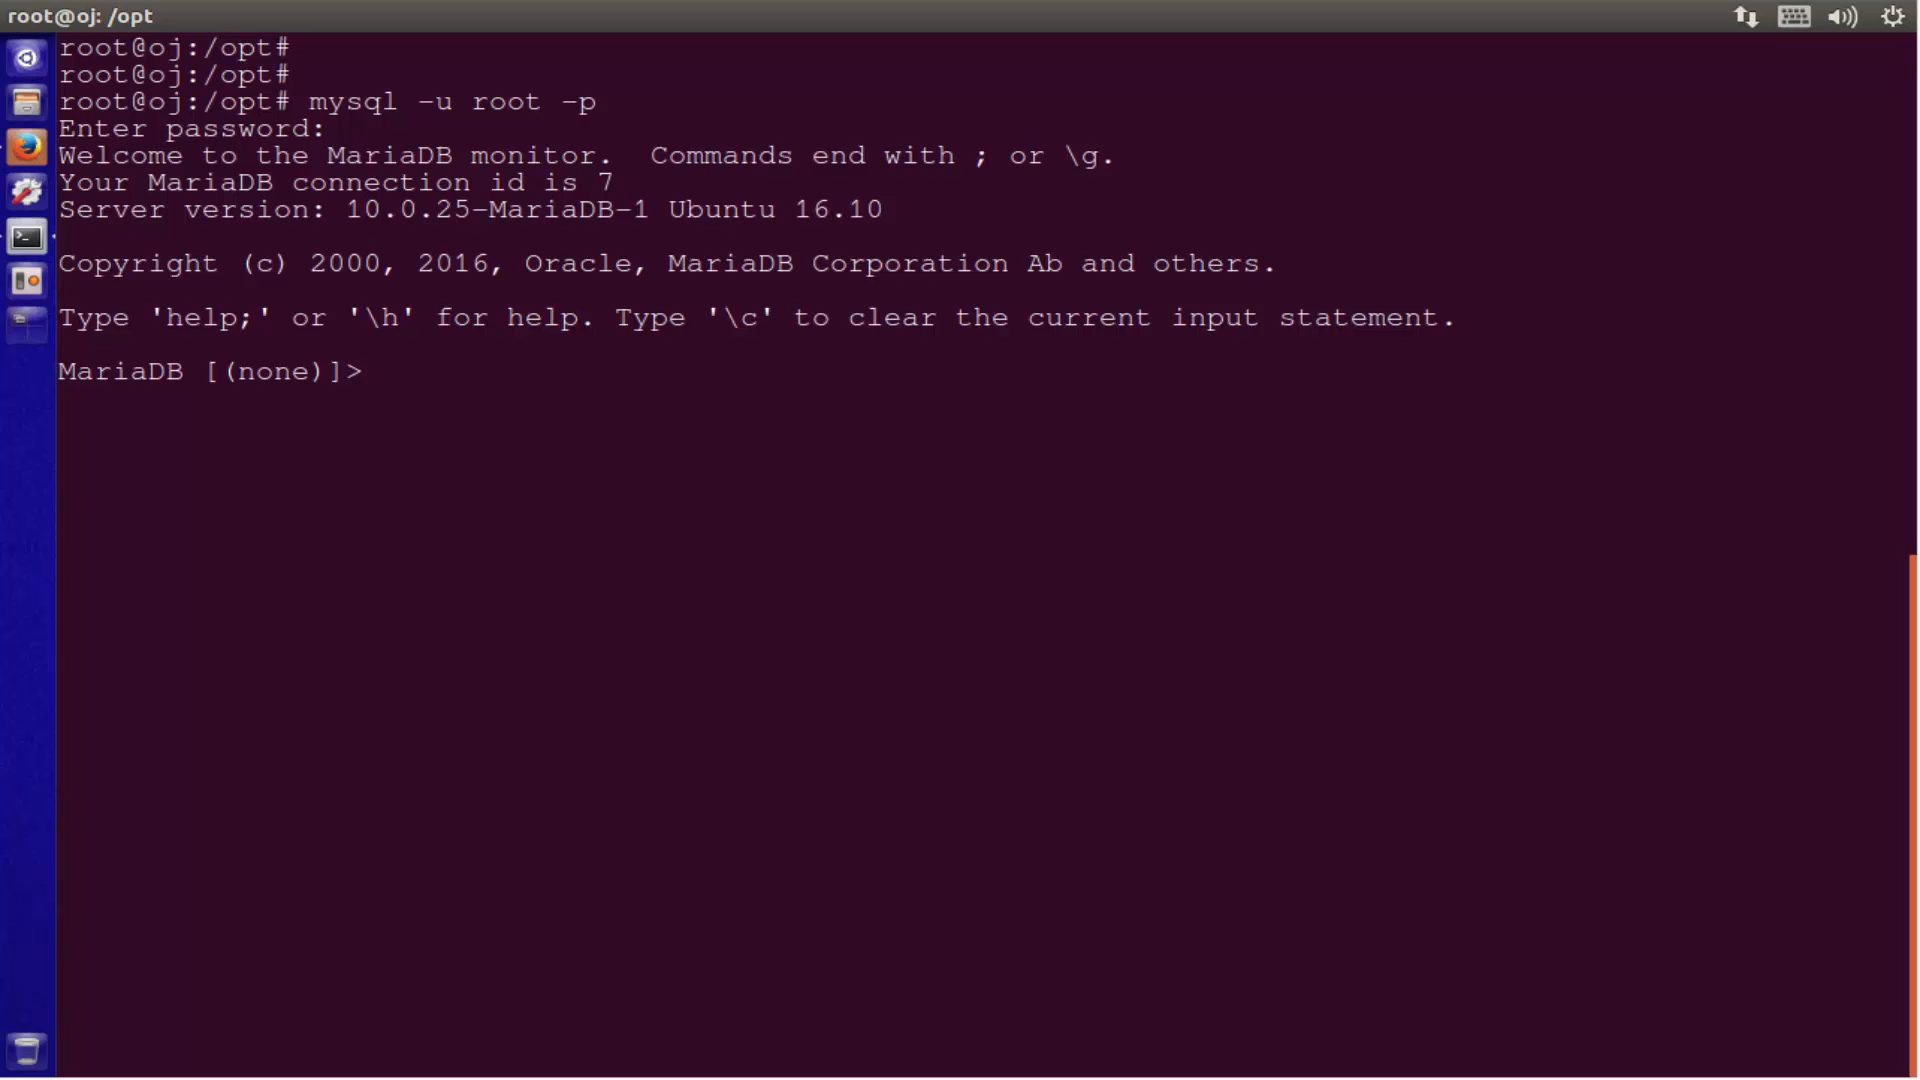 root@oj: /opt
root@oj:/opt#
root@oj:/opt#
root@oj:/opt# mysql -u root -p
Enter password:
Welcome to the MariaDB monitor.  Commands end with ; or \g.
Your MariaDB connection id is 7
Server version: 10.0.25-MariaDB-1 Ubuntu 16.10
Copyright (c) 2000, 2016, Oracle, MariaDB Corporation Ab and others.
Type 'help;' or '\h' for help. Type '\c' to clear the current input statement.
MariaDB [(none)]>